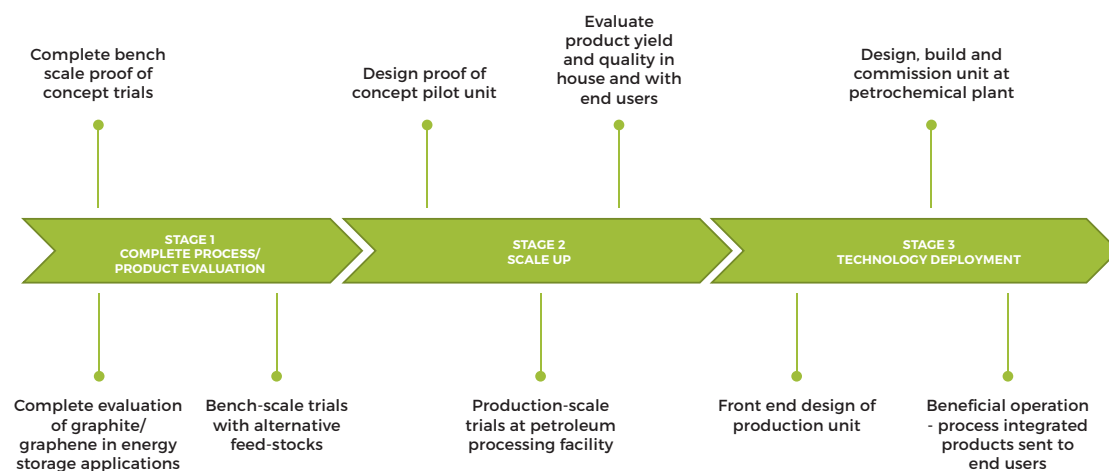 Complete bench
scale proof of
concept trials
Design proof of
concept pilot unit
Evaluate
product yield
and quality in
house and with
end users
Design, build and
commission unit at
petrochemical plant
STAGE 1
COMPLETE PROCESS/
PRODUCT EVALUATION
STAGE 2
SCALE UP
STAGE 3
TECHNOLOGY DEPLOYMENT
Complete evaluation
of graphite/
graphene in energy
storage applications
Bench-scale trials
with alternative
feed-stocks
Production-scale
trials at petroleum
processing facility
Front end design of
production unit
Beneficial operation
- process integrated
products sent to
end users